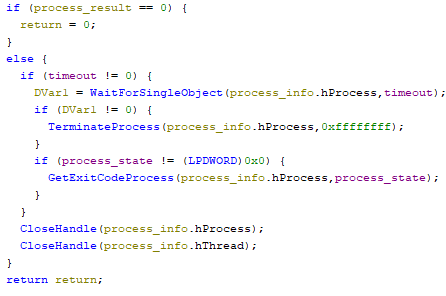 if (process_result == 0) {
return = 0;
}
else {
if (timeout != 0) {
DVar1 = WaitForSingleObject(process_info.hProcess,timeout);
if (DVar1 != 0) {
TerminateProcess(process_info.hProcess,0xffffffff);
}
if (process_state != (LPDWORD)0x0) {
GetExitCodeProcess(process_info.hProcess,process_state);
}
}
CloseHandle(process_info.hProcess);
CloseHandle(process_info.hThread);
}
return return;